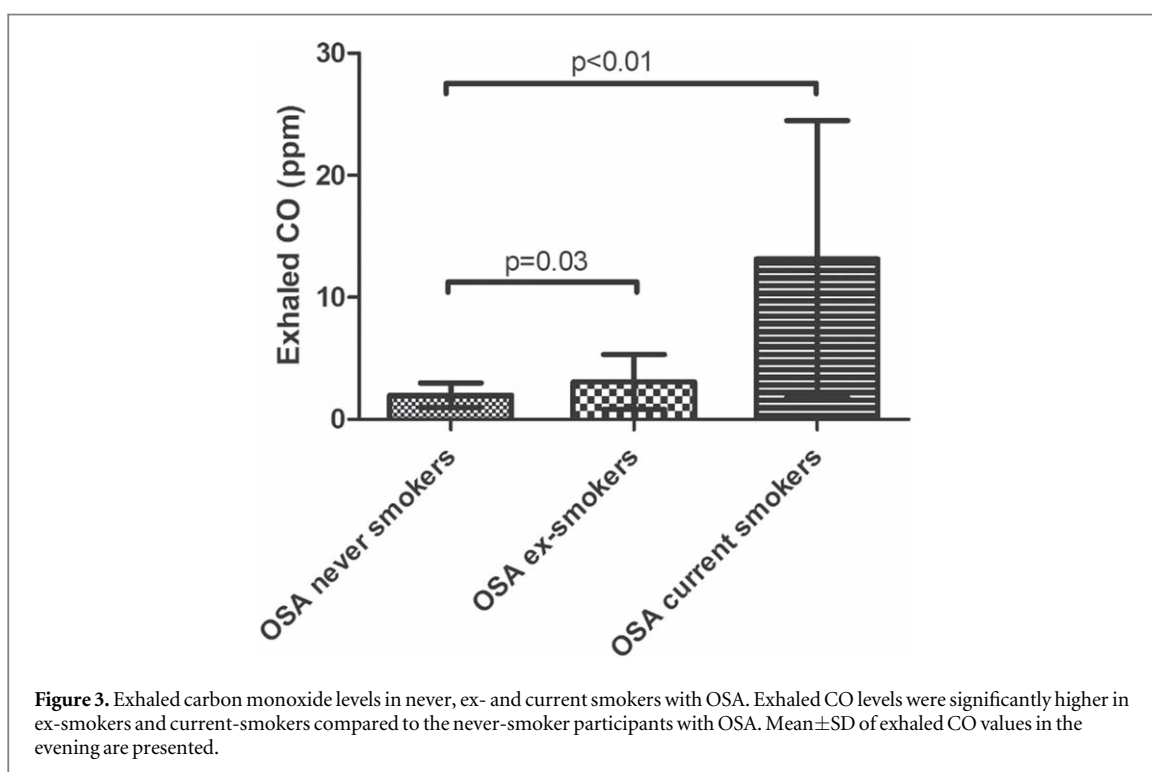 30
p<0.01
Exhaled CO (ppm)
20
p=0.03
10
0
OSA never smokers
OSA ex-smokers
OSA current smokers
Figure 3. Exhaled carbon monoxide levels in never, ex- and current smokers with OSA. Exhaled CO levels were significantly higher in
ex-smokers and current-smokers compared to the never-smoker participants with OSA. Mean±SD of exhaled CO values in the
evening are presented.